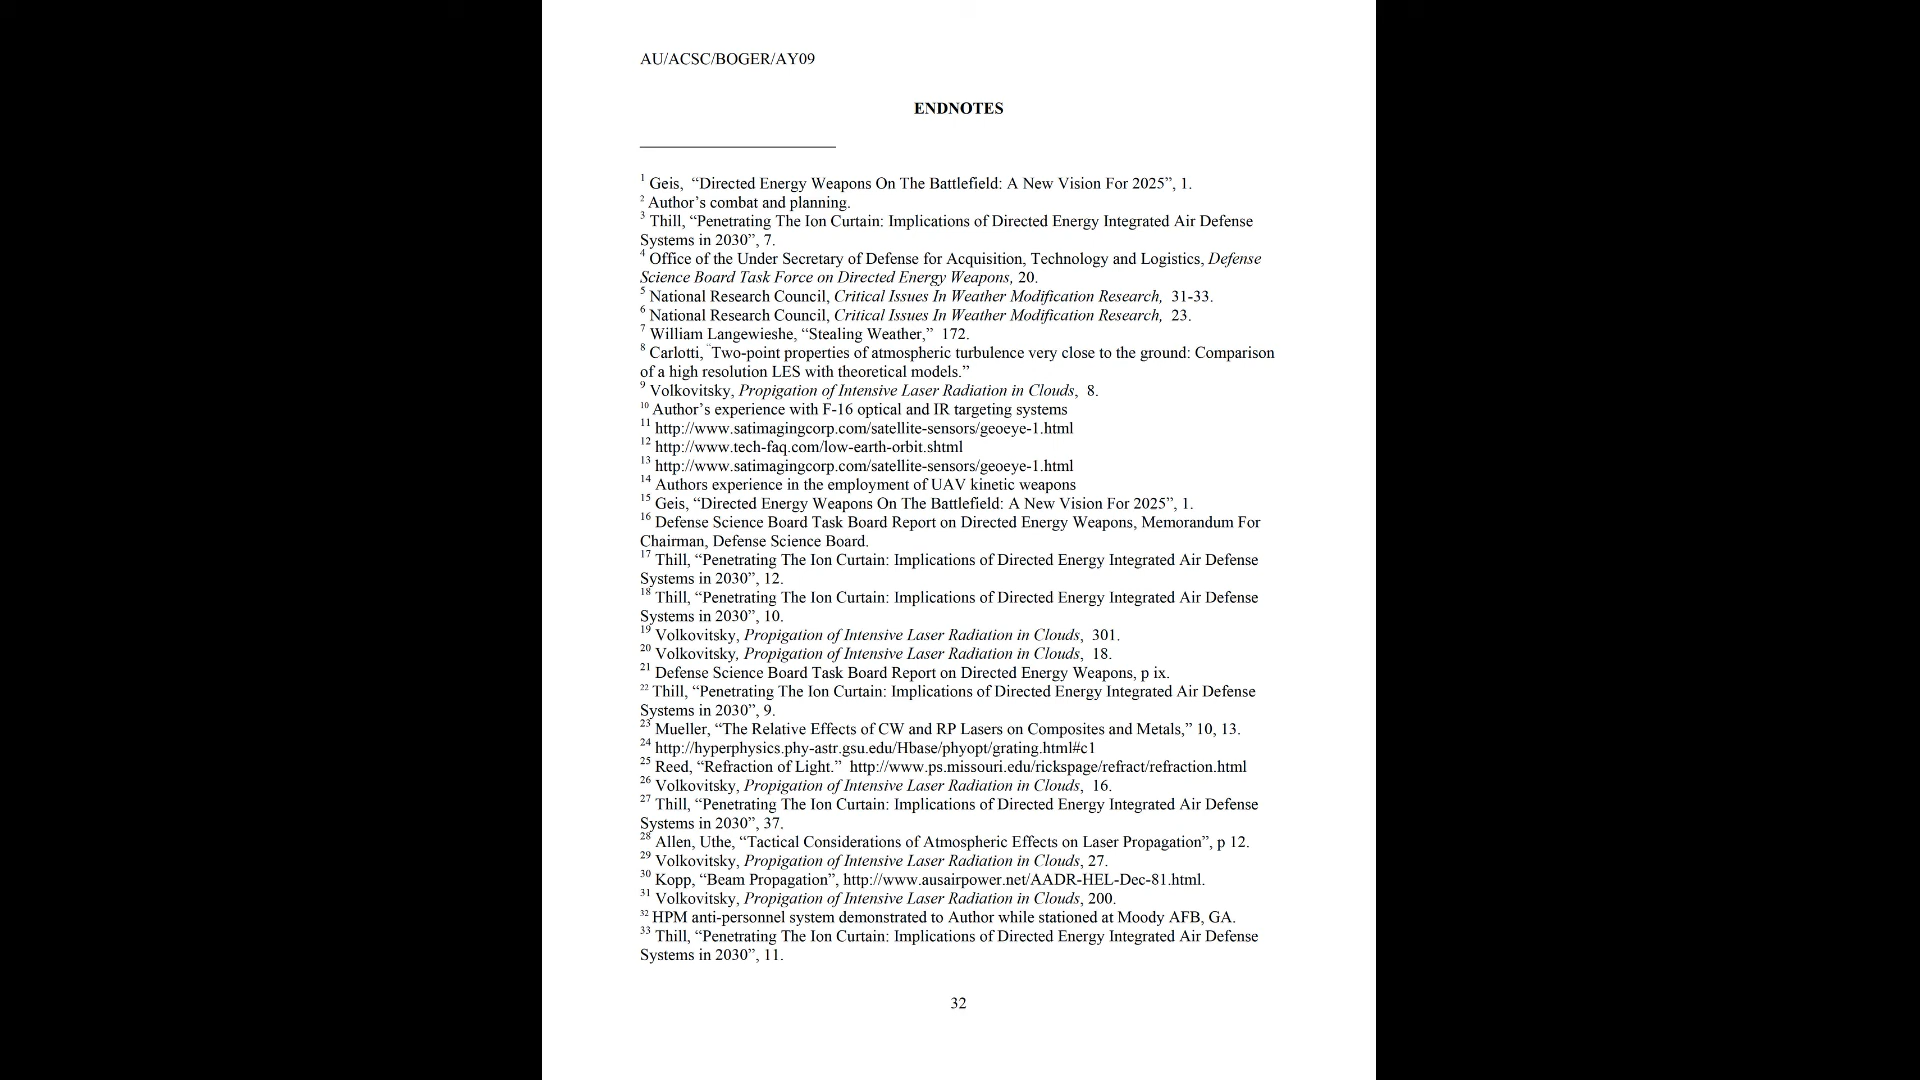 AU/ACSC/BOGER/AY09
ENDNOTES
1 Geis,  “Directed Energy Weapons On The Battlefield: A New Vision For 2025”, 1.
2 Author’s combat and planning.
3 Thill, “Penetrating The Ion Curtain: Implications of Directed Energy Integrated Air Defense
Systems in 2030”, 7.
4 Office of the Under Secretary of Defense for Acquisition, Technology and Logistics, Defense
Science Board Task Force on Directed Energy Weapons, 20.
5 National Research Council, Critical Issues In Weather Modification Research,  31-33.
6 National Research Council, Critical Issues In Weather Modification Research,  23.
7 William Langewieshe, “Stealing Weather,”  172.
8 Carlotti, ¨Two-point properties of atmospheric turbulence very close to the ground: Comparison
of a high resolution LES with theoretical models.”
9 Volkovitsky, Propigation of Intensive Laser Radiation in Clouds,  8.
10 Author’s experience with F-16 optical and IR targeting systems
11 http://www.satimagingcorp.com/satellite-sensors/geoeye-1.html
12 http://www.tech-faq.com/low-earth-orbit.shtml
13 http://www.satimagingcorp.com/satellite-sensors/geoeye-1.html
14 Authors experience in the employment of UAV kinetic weapons
15 Geis, “Directed Energy Weapons On The Battlefield: A New Vision For 2025”, 1.
16 Defense Science Board Task Board Report on Directed Energy Weapons, Memorandum For
Chairman, Defense Science Board.
17 Thill, “Penetrating The Ion Curtain: Implications of Directed Energy Integrated Air Defense
Systems in 2030”, 12.
18 Thill, “Penetrating The Ion Curtain: Implications of Directed Energy Integrated Air Defense
Systems in 2030”, 10.
19 Volkovitsky, Propigation of Intensive Laser Radiation in Clouds,  301.
20 Volkovitsky, Propigation of Intensive Laser Radiation in Clouds,  18.
21 Defense Science Board Task Board Report on Directed Energy Weapons, p ix.
22 Thill, “Penetrating The Ion Curtain: Implications of Directed Energy Integrated Air Defense
Systems in 2030”, 9.
23 Mueller, “The Relative Effects of CW and RP Lasers on Composites and Metals,” 10, 13.
24 http://hyperphysics.phy-astr.gsu.edu/Hbase/phyopt/grating.html#c1
25 Reed, “Refraction of Light.”  http://www.ps.missouri.edu/rickspage/refract/refraction.html
26 Volkovitsky, Propigation of Intensive Laser Radiation in Clouds,  16.
27 Thill, “Penetrating The Ion Curtain: Implications of Directed Energy Integrated Air Defense
Systems in 2030”, 37.
28 Allen, Uthe, “Tactical Considerations of Atmospheric Effects on Laser Propagation”, p 12.
29 Volkovitsky, Propigation of Intensive Laser Radiation in Clouds, 27.
30 Kopp, “Beam Propagation”, http://www.ausairpower.net/AADR-HEL-Dec-81.html.
31 Volkovitsky, Propigation of Intensive Laser Radiation in Clouds, 200.
32 HPM anti-personnel system demonstrated to Author while stationed at Moody AFB, GA.
33 Thill, “Penetrating The Ion Curtain: Implications of Directed Energy Integrated Air Defense
Systems in 2030”, 11.
32